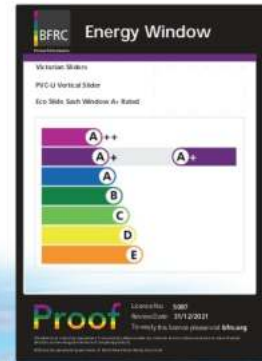 BFRC
Energy Window
Victorian Sliders
PVC-U Vertical Slider
Eco Slide Sash Window A+ Rated
A++
A+ A+
A
B
C
D
E
Proof
Licence No. 5007
Review Date 31/12/2021
To verify this licence please visit bfrc.org